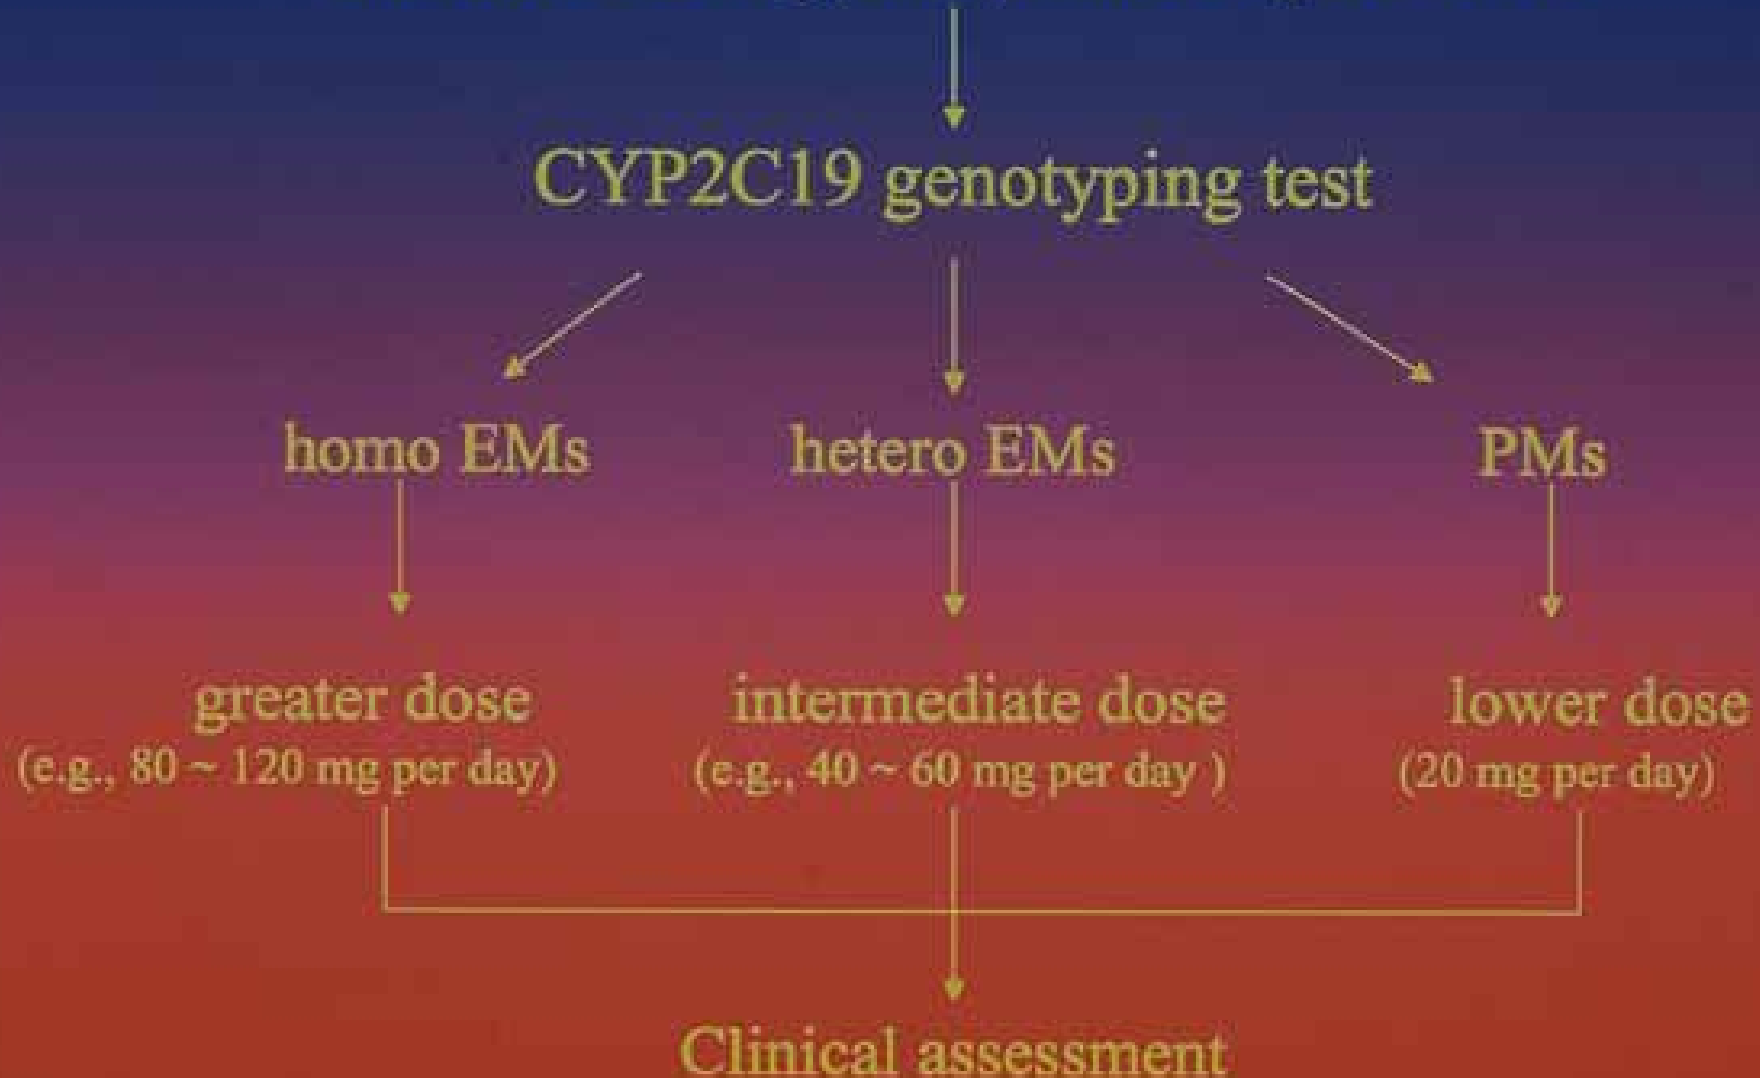 CYP2C19 genotyping test
homo EMs hetero EMs PMs
greater dose intermediate dose lower dose
(e.g., 80 ~ 120 mg per day) (e.g., 40 ~ 60 mg per day ) (20 mg per day)
Clinical assessment